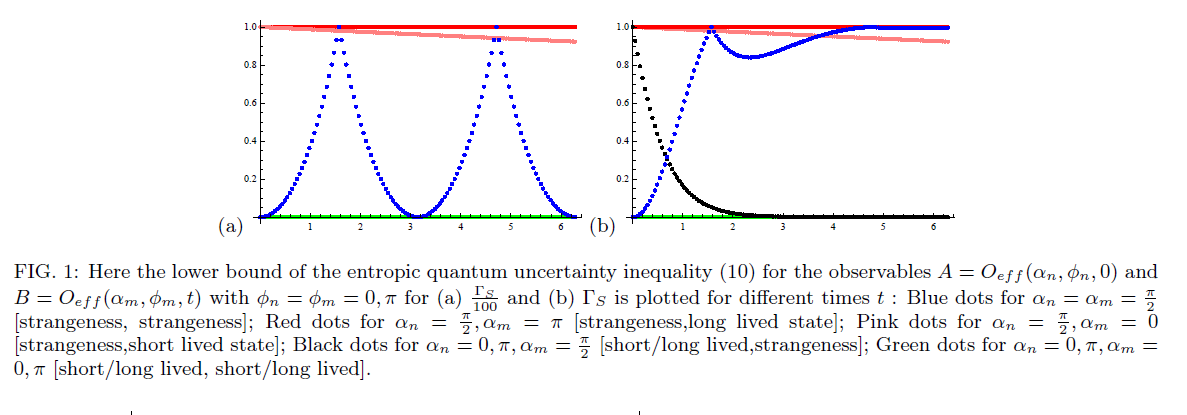 1.0
0.8
0.6
0.4
0.2
1 2 3 4 5 6
(a)
1.0
0.8
0.6
0.4
0.2
1 2 3 4 5 6
(b)
FIG. 1: Here the lower bound of the entropic quantum uncertainty inequality (10) for the observables A = O_{eff}(α_n, ϕ_n, 0) and
B = O_{eff}(α_m, ϕ_m, t) with ϕ_n = ϕ_m = 0, π for (a) Γ_S/100 and (b) Γ_S is plotted for different times t : Blue dots for α_n = α_m = π/2
[strangeness, strangeness]; Red dots for α_n = π/2, α_m = π [strangeness,long lived state]; Pink dots for α_n = π/2, α_m = 0
[strangeness,short lived state]; Black dots for α_n = 0, π, α_m = π/2 [short/long lived,strangeness]; Green dots for α_n = 0, π, α_m =
0, π [short/long lived, short/long lived].